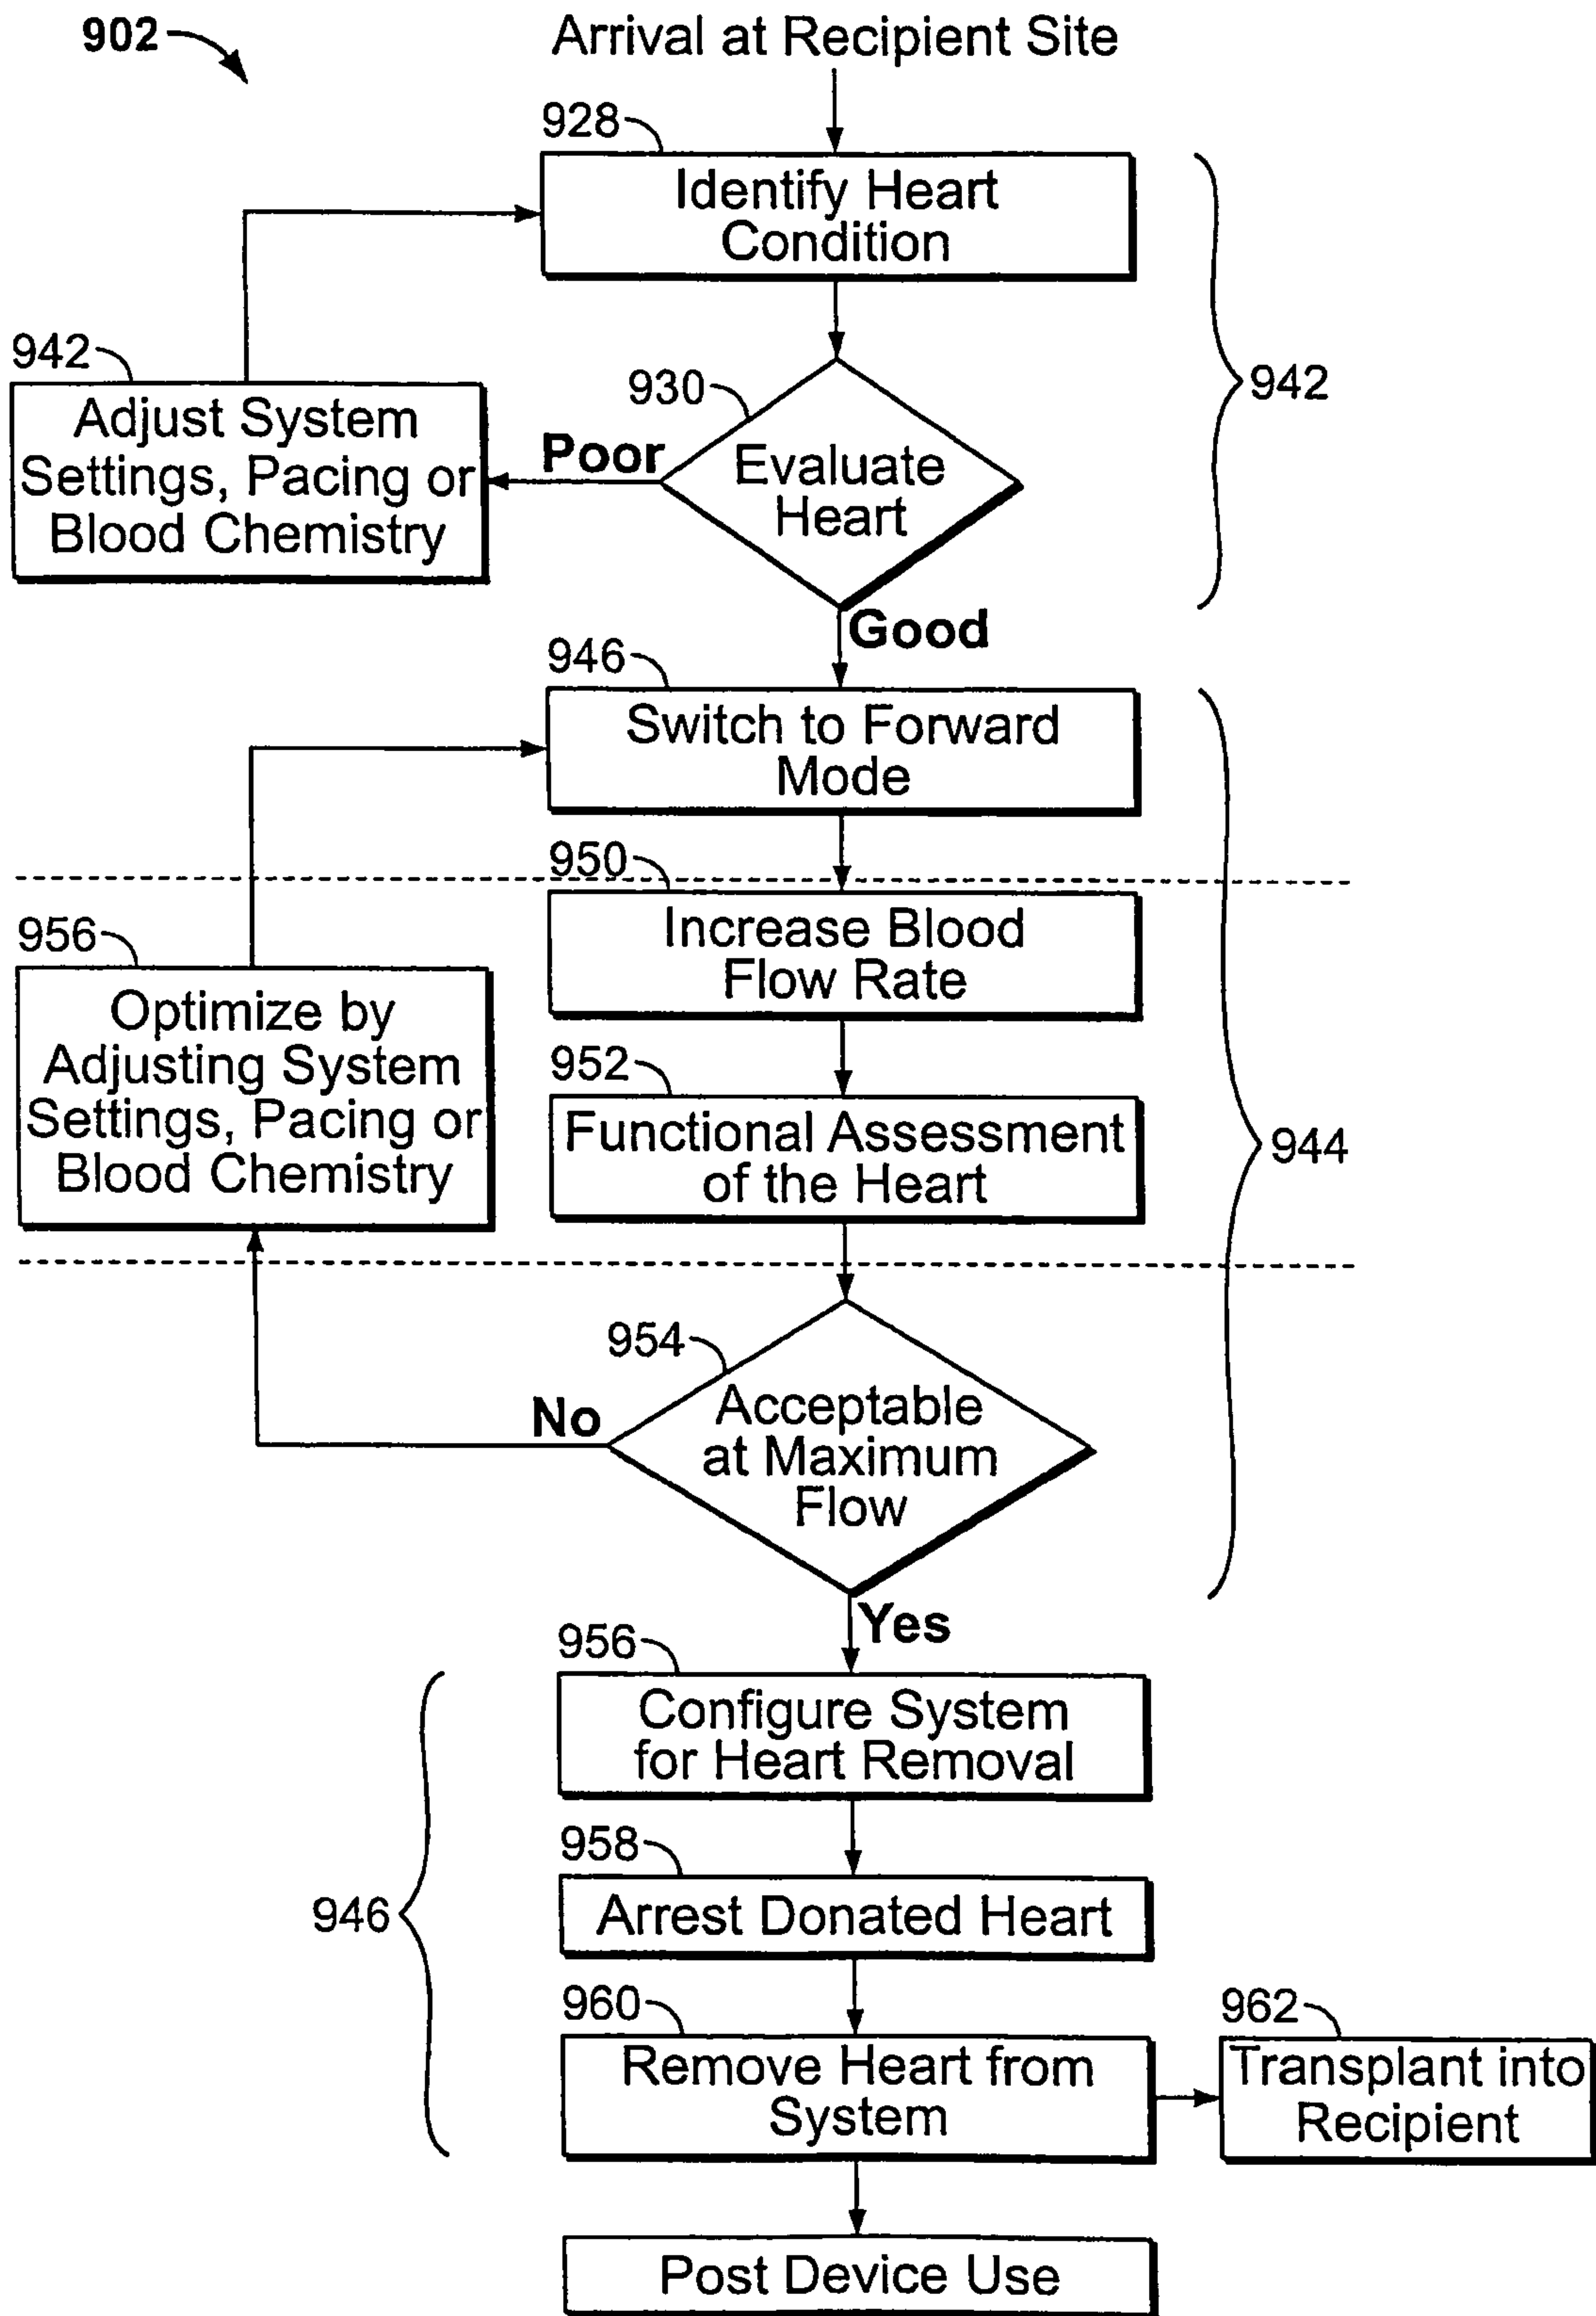 902
Arrival at Recipient Site
928
Identify Heart
Condition
942
942
Adjust System
Settings, Pacing or
Blood Chemistry
930
Poor
Evaluate
Heart
Good
946
Switch to Forward
Mode
950
Increase Blood
Flow Rate
956
Optimize by
Adjusting System
Settings, Pacing or
Blood Chemistry
952
Functional Assessment
of the Heart
944
954
No
Acceptable
at Maximum
Flow
Yes
956
Configure System
for Heart Removal
958
Arrest Donated Heart
946
960
Remove Heart from
System
962
Transplant into
Recipient
Post Device Use